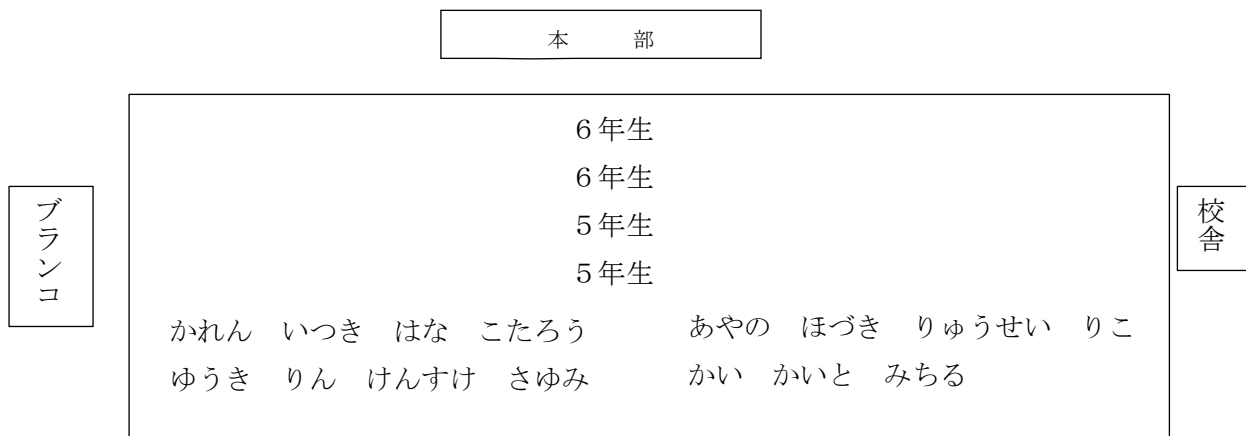 本　部
６年生
６年生
５年生
５年生
ブランコ
校舎
かれん　いつき　はな　こたろう　あやの　ほづき　りゅうせい　りこ
ゆうき　りん　けんすけ　さゆみ　かい　かいと　みちる